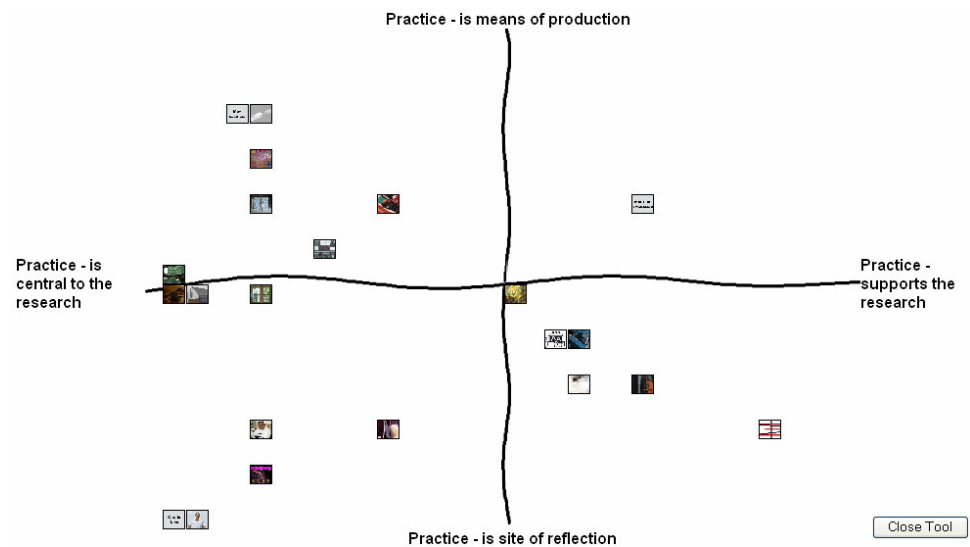 Practice - is means of production
Practice - is
central to the
research
Practice -
supports the
research
Practice - is site of reflection
Close Tool